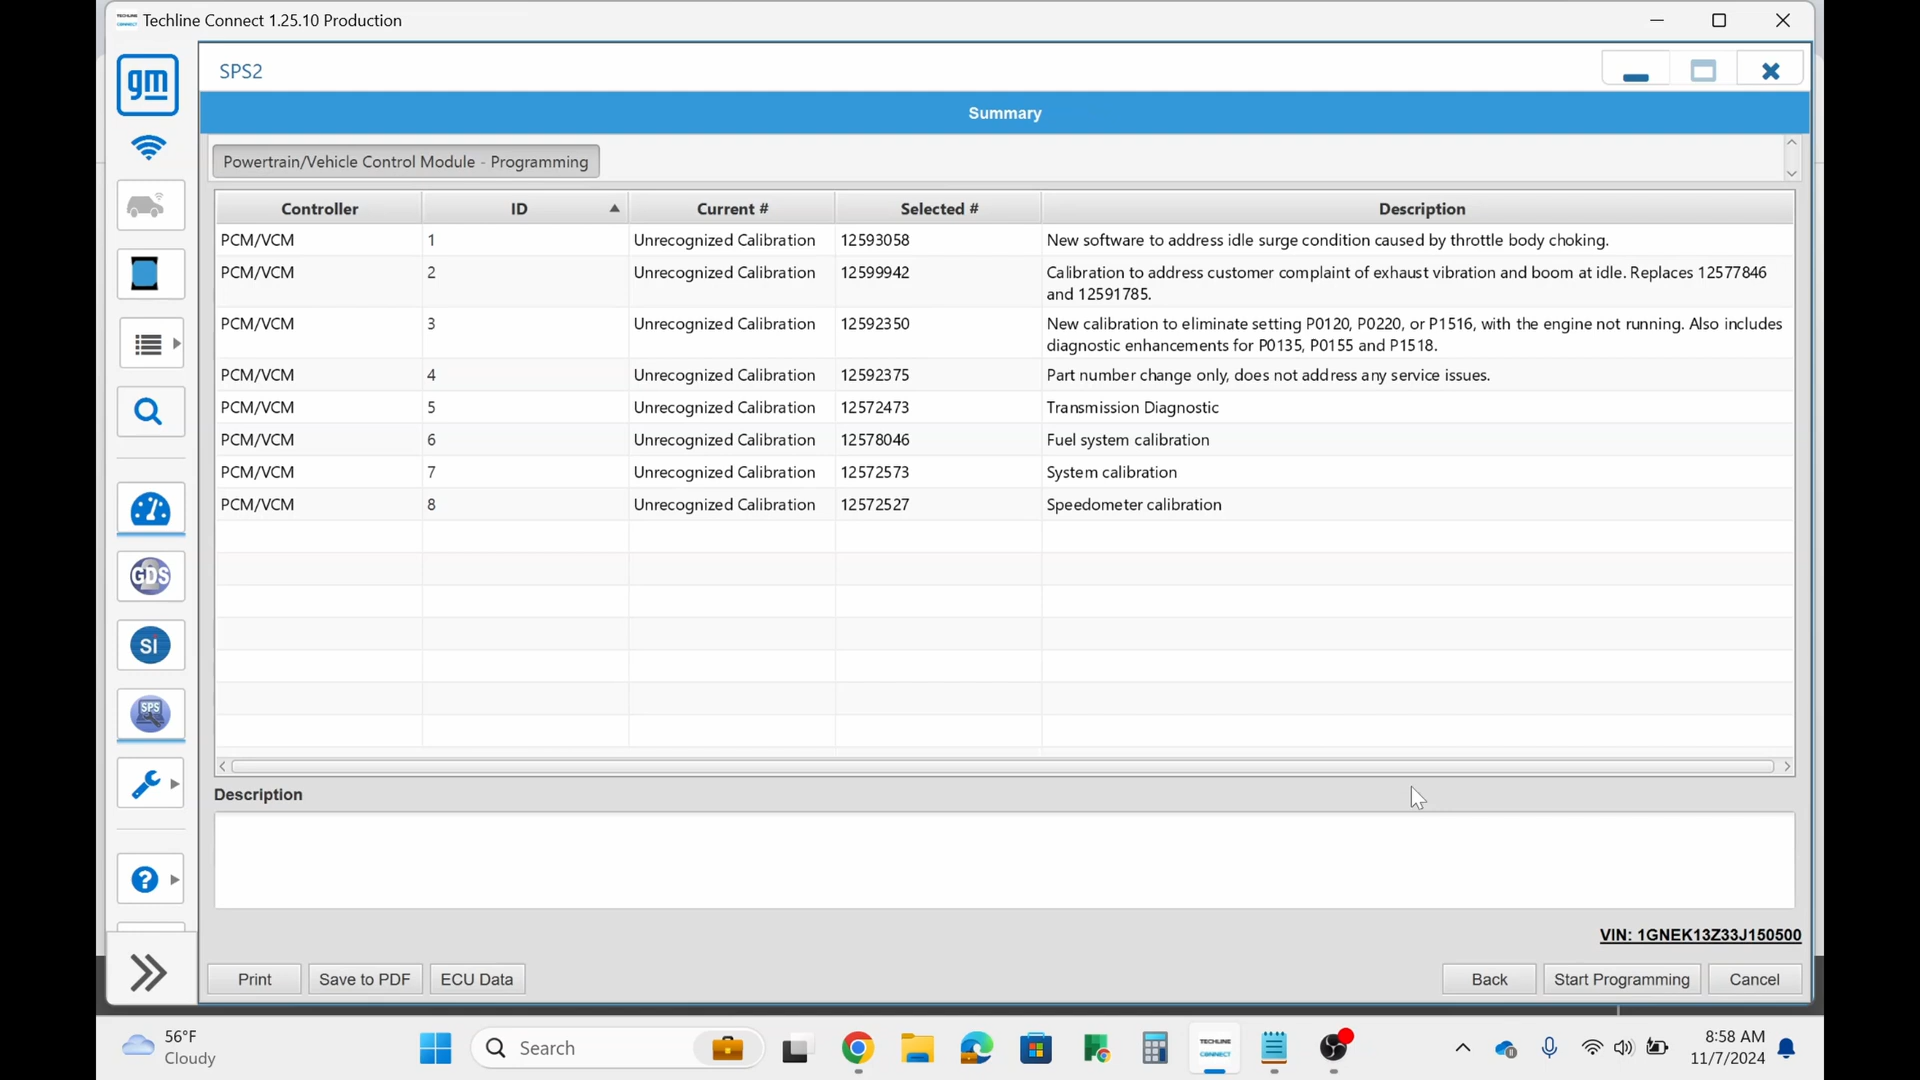 Techline Connect 1.25.10 Production
gm
SPS2
Summary
Powertrain/Vehicle Control Module - Programming
Controller ID Current # Selected # Description
PCM/VCM 1 Unrecognized Calibration 12593058 New software to address idle surge condition caused by throttle body choking.
PCM/VCM 2 Unrecognized Calibration 12599942 Calibration to address customer complaint of exhaust vibration and boom at idle. Replaces 12577846
and 12591785.
PCM/VCM 3 Unrecognized Calibration 12592350 New calibration to eliminate setting P0120, P0220, or P1516, with the engine not running. Also includes
diagnostic enhancements for P0135, P0155 and P1518.
PCM/VCM 4 Unrecognized Calibration 12592375 Part number change only, does not address any service issues.
PCM/VCM 5 Unrecognized Calibration 12572473 Transmission Diagnostic
PCM/VCM 6 Unrecognized Calibration 12578046 Fuel system calibration
PCM/VCM 7 Unrecognized Calibration 12572573 System calibration
PCM/VCM 8 Unrecognized Calibration 12572527 Speedometer calibration
GDS
SI
SPS
Description
VIN: 1GNEK13Z33J150500
Print Save to PDF ECU Data Back Start Programming Cancel
56°F
Cloudy
Search
TECHLINE
CONNECT
8:58 AM
11/7/2024